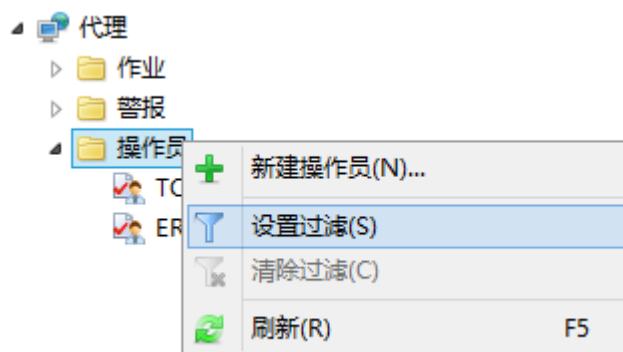 代理
作业
警报
操作员
新建操作员(N)...
TO
设置过滤(S)
ER
清除过滤(C)
刷新(R) F5